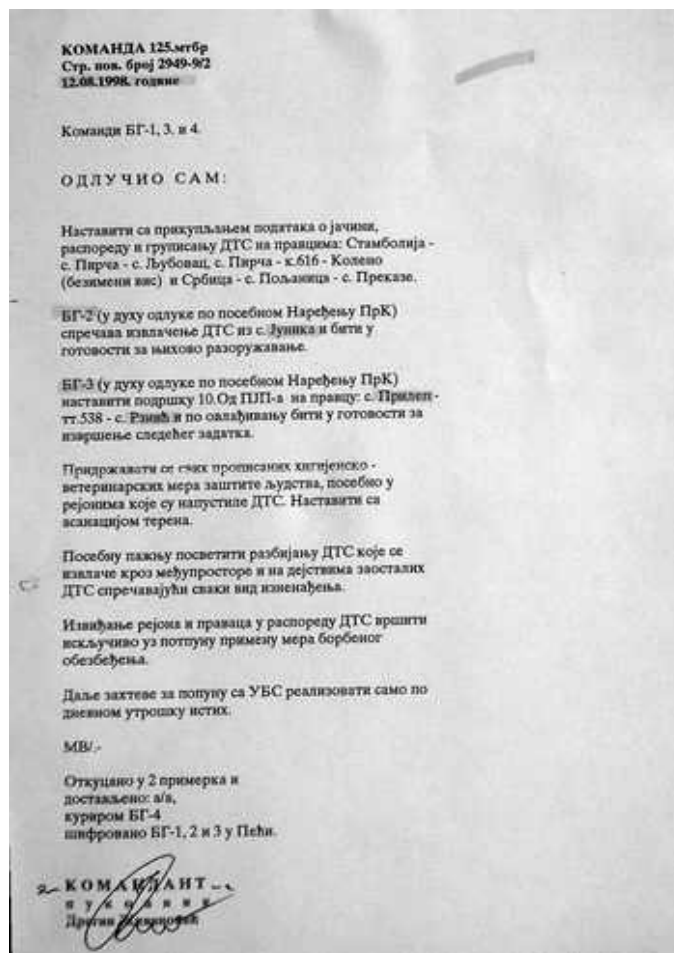 КОМАНДА 125.мтбр
Стр. пов. број 2949-9/2
12.08.1998. године
Команди БГ-1, 3. и 4.
ОДЛУЧИО САМ:
Наставити са прикупљањем података о јачини,
распореду и груписању ДТС на правцима: Стамболија -
с. Пирча - с. Љубовац, с. Пирча - к.616 - Колено
(безимени вис) и Србица - с. Пољаница - с. Преказе.
БГ-2 (у духу одлуке по посебном Наређењу ПрК)
спречава извлачење ДТС из с. Јуника и бити у
готовости за њихово разоружавање.
БГ-3 (у духу одлуке по посебном Наређењу ПрК)
наставити подршку 10.Од ПЈП-а на правцу: с. Прилеп -
тт.538 - с. Рзнић и по овлађивању бити у готовости за
извршење следећег задатка.
Придржавати се свих прописаних хигијенско -
ветеринарских мера заштите људства, посебно у
рејонима које су напустиле ДТС. Наставити са
асанацијом терена.
Посебну пажњу посветити разбијању ДТС које се
извлаче кроз међупросторе и на дејствима заосталих
ДТС спречавајући сваки вид изненађења.
Извиђање рејона и праваца у распореду ДТС вршити
искључиво уз потпуну примену мера борбеног
обезбеђења.
Даље захтеве за попуну са УБС реализовати само по
дневном утрошку истих.
МВ/.-
Откуцано у 2 примерка и
достављено: а/а,
куриром БГ-4
шифровано БГ-1, 2 и 3 у Пећи.
КОМАНДАНТ
пуковник
Драган Живановић